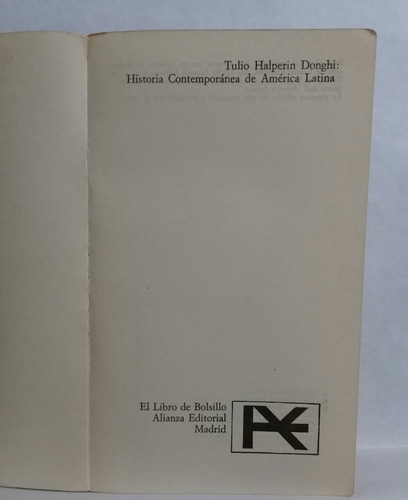 Tulio Halperin Donghi:
Historia Contemporánea de América Latina
El Libro de Bolsillo
Alianza Editorial
Madrid